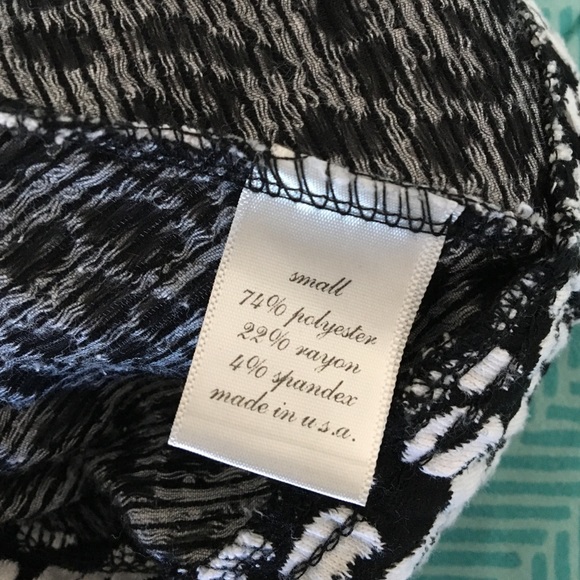 small
74% polyester
22% rayon
4% spandex
made in u.s.a.